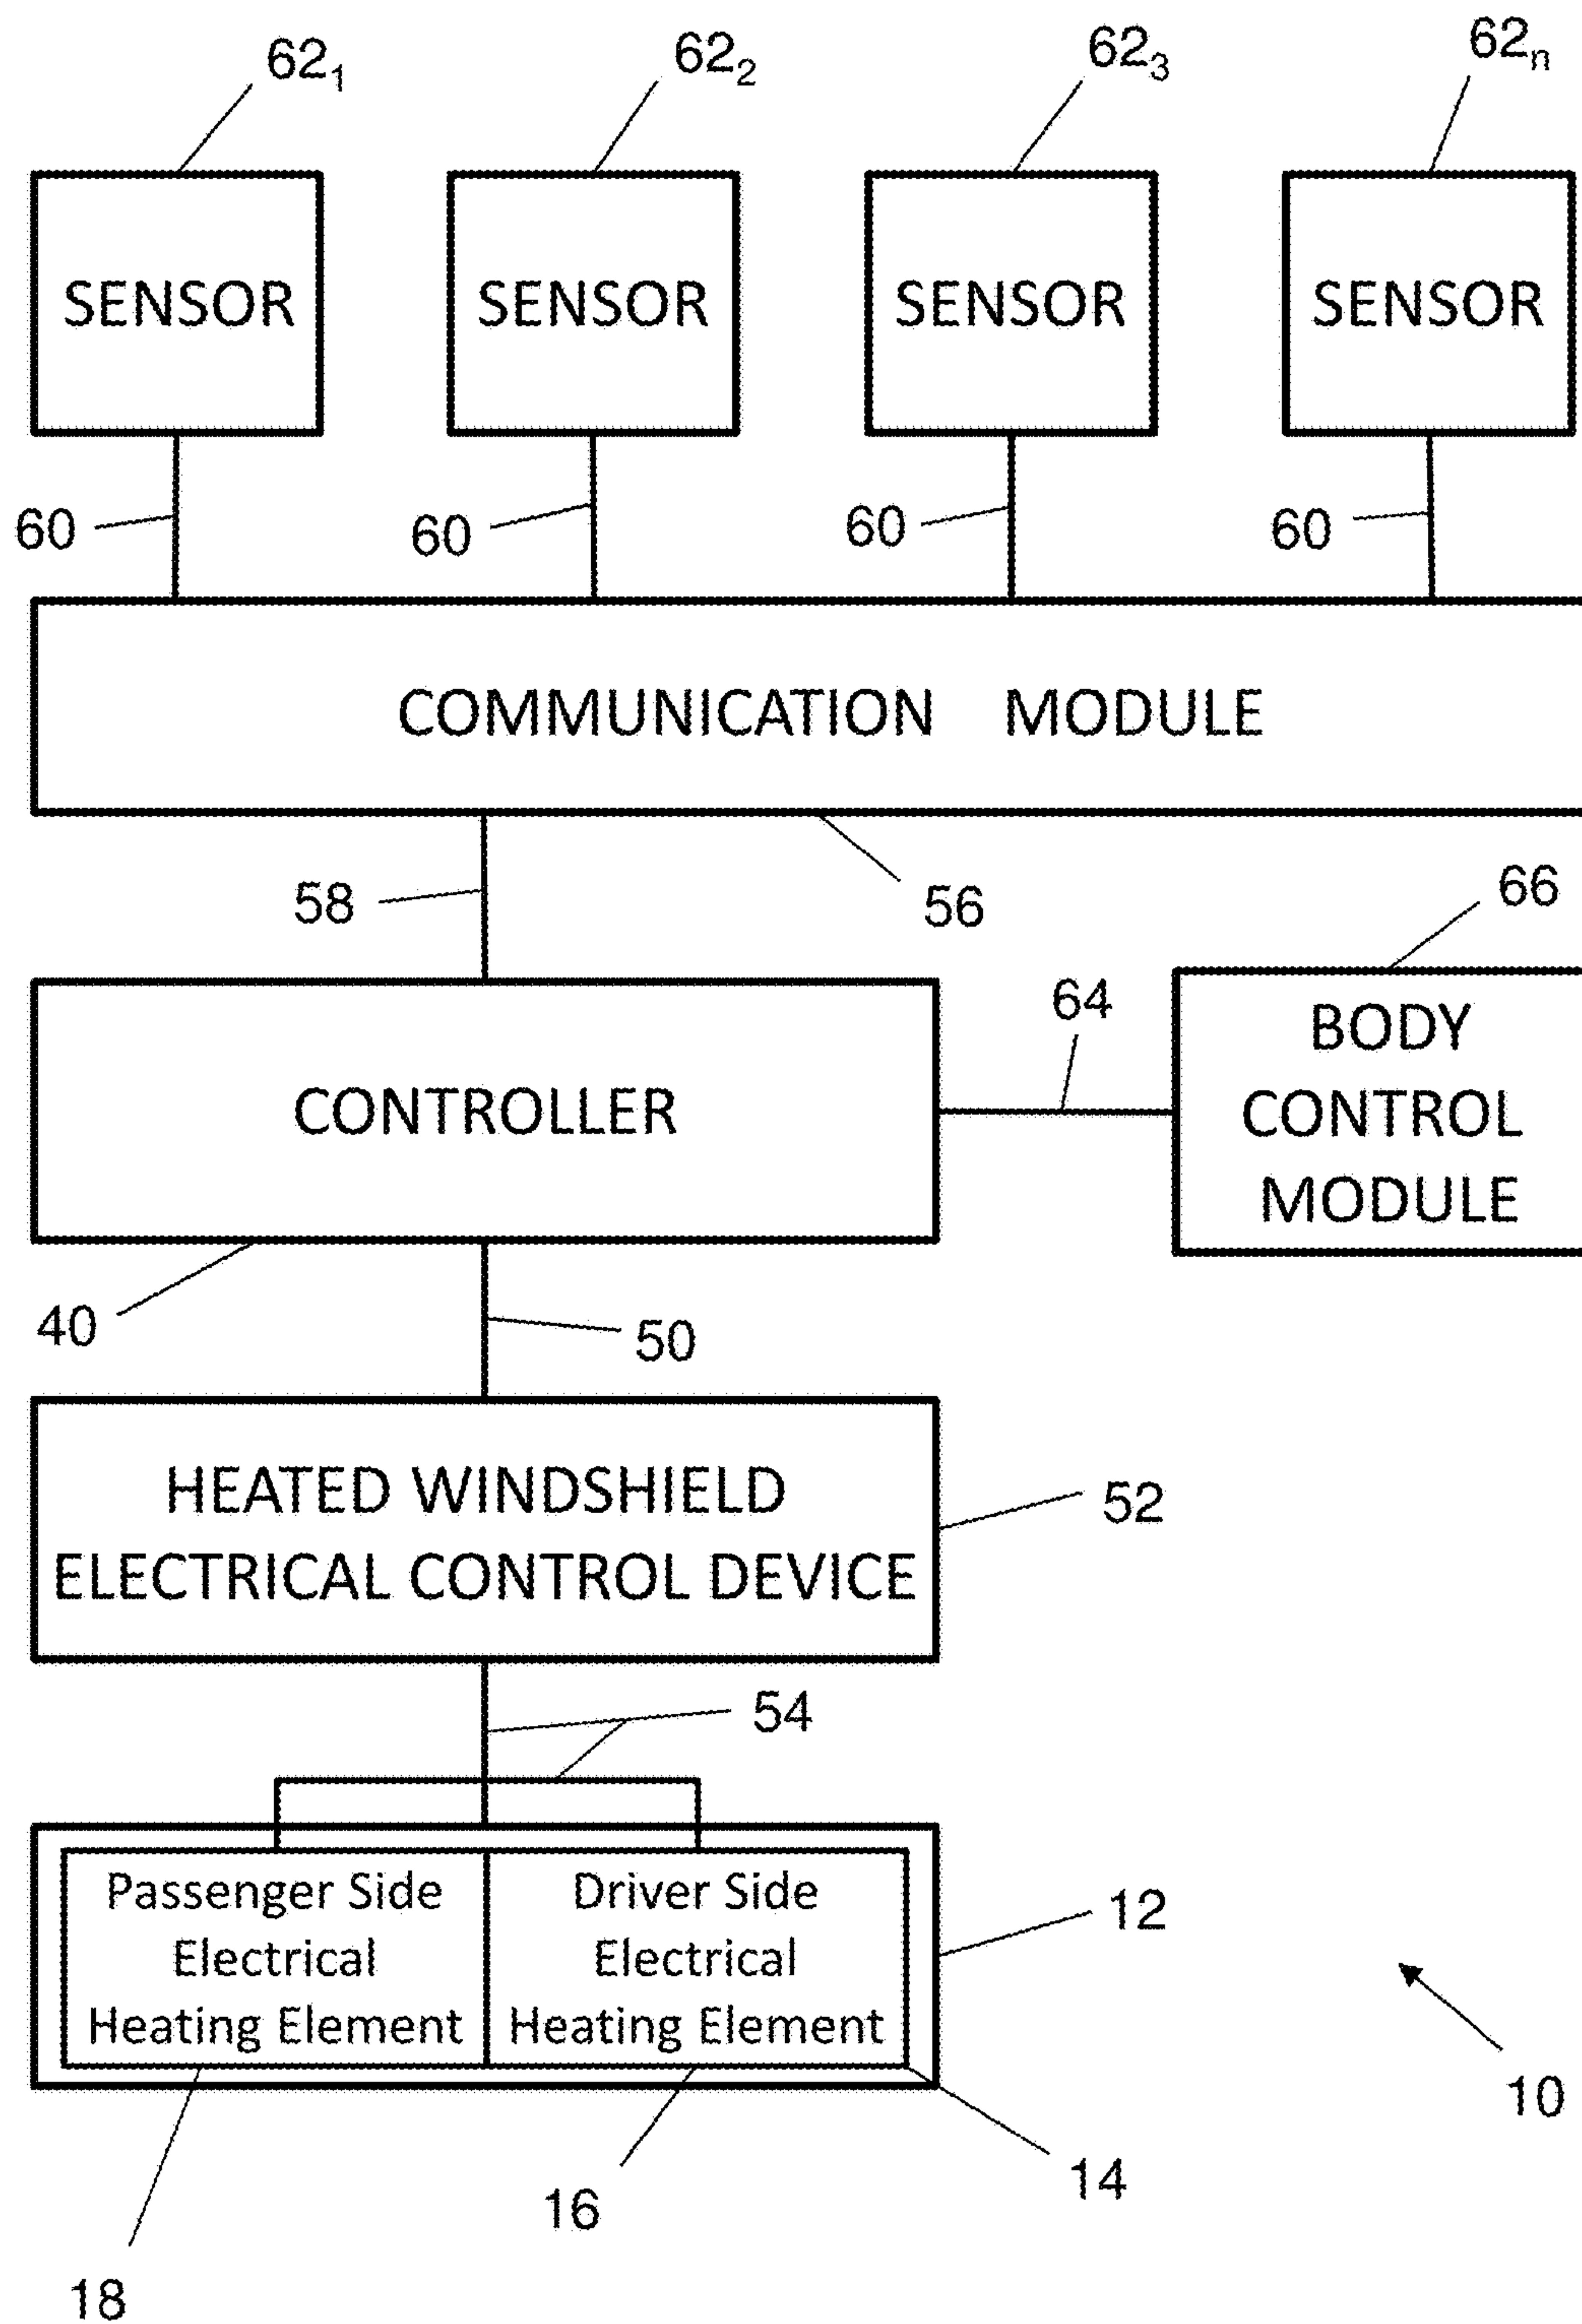 62₁ 62₂ 62₃ 62ₙ
SENSOR SENSOR SENSOR SENSOR
60 60 60 60
COMMUNICATION MODULE
58 56 66
64
BODY
CONTROL
MODULE
CONTROLLER
40 50
HEATED WINDSHIELD
ELECTRICAL CONTROL DEVICE
52
54
Passenger Side
Electrical
Heating Element
Driver Side
Electrical
Heating Element
12
10
14
16
18